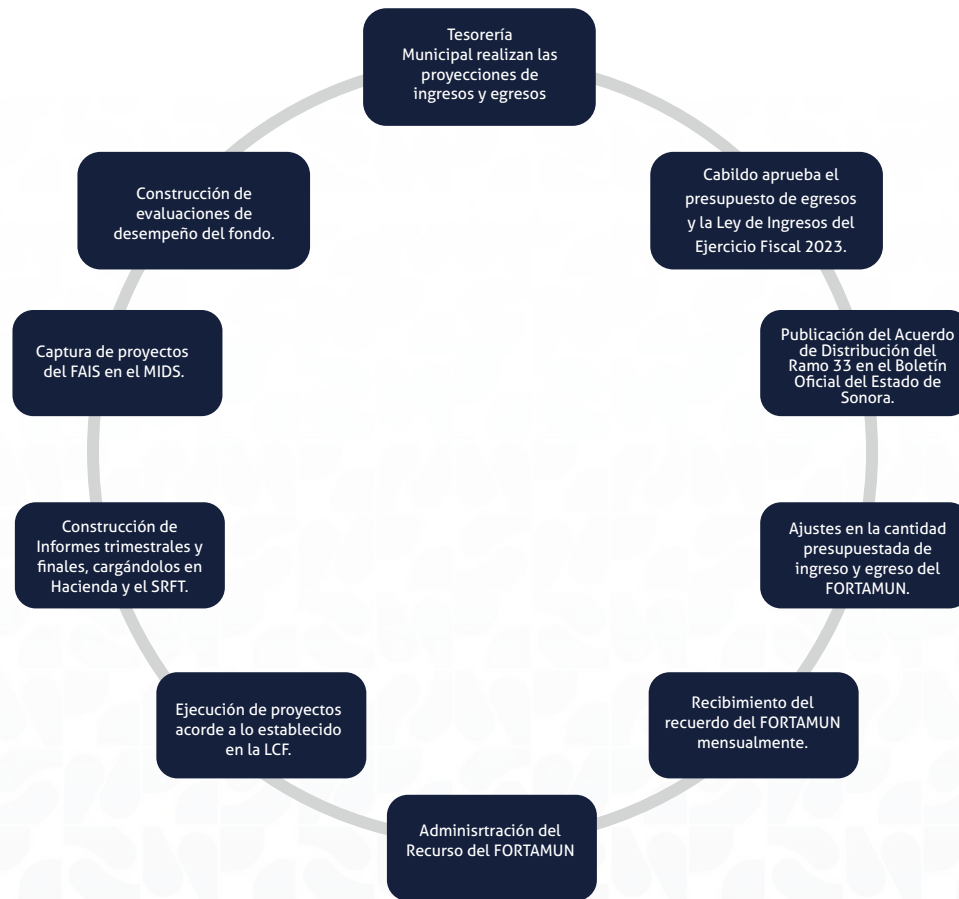 Tesorería
Municipal realizan las
proyecciones de
ingresos y egresos
Cabildo aprueba el
presupuesto de egresos
y la Ley de Ingresos del
Ejercicio Fiscal 2023.
Publicación del Acuerdo
de Distribución del
Ramo 33 en el Boletín
Oficial del Estado de
Sonora.
Ajustes en la cantidad
presupuestada de
ingreso y egreso del
FORTAMUN.
Recibimiento del
recuerdo del FORTAMUN
mensualmente.
Adminisrtración del
Recurso del FORTAMUN
Ejecución de proyectos
acorde a lo establecido
en la LCF.
Construcción de
Informes trimestrales y
finales, cargándolos en
Hacienda y el SRFT.
Captura de proyectos
del FAIS en el MIDS.
Construcción de
evaluaciones de
desempeño del fondo.